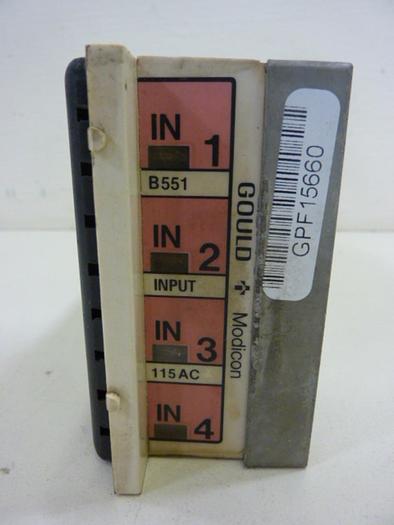 IN 1
B551
IN 2
INPUT
IN 3
115 AC
IN 4
GOULD Modicon
GPF15660